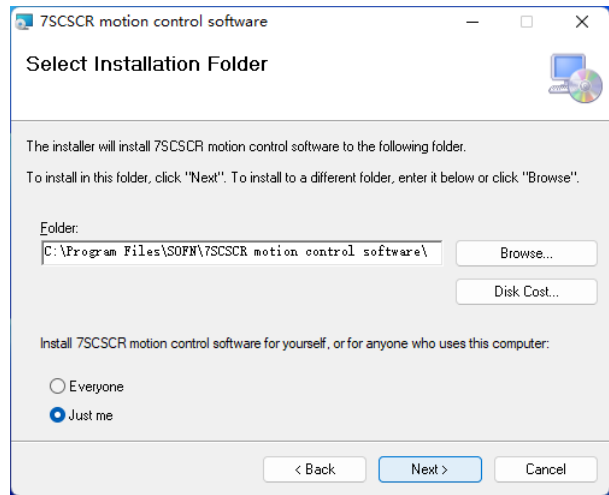 7SCSCR motion control software
Select Installation Folder
The installer will install 7SCSCR motion control software to the following folder.
To install in this folder, click "Next". To install to a different folder, enter it below or click "Browse".
Folder:
C:\Program Files\SOFN\7SCSCR motion control software\
Browse...
Disk Cost...
Install 7SCSCR motion control software for yourself, or for anyone who uses this computer:
Everyone
Just me
< Back
Next >
Cancel